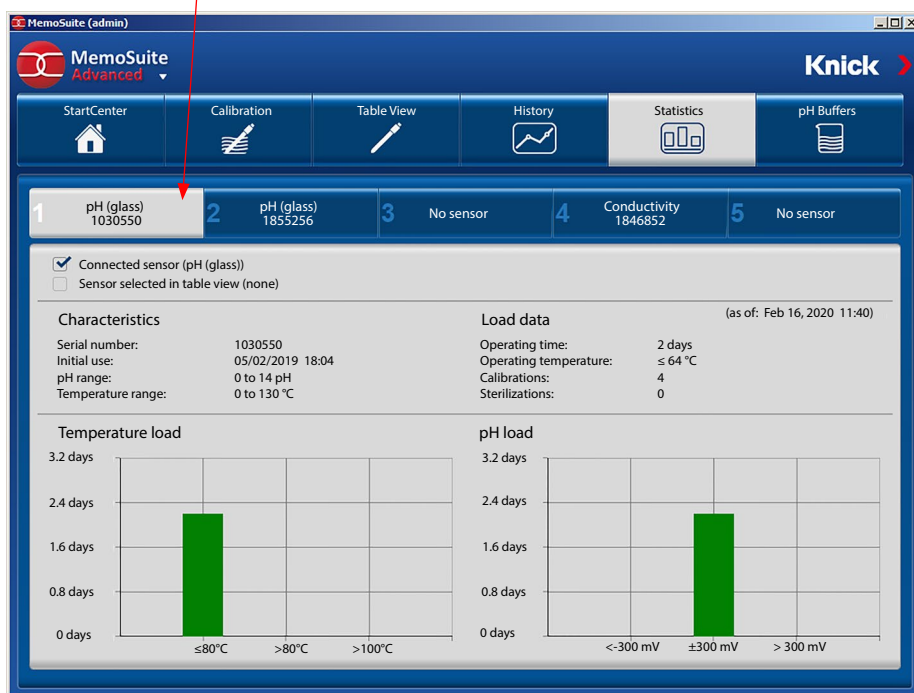 MemoSuite (admin)
MemoSuite
Advanced
Knick
StartCenter Calibration Table View History Statistics pH Buffers
1 pH (glass) 1030550
2 pH (glass) 1855256
3 No sensor
4 Conductivity 1846852
5 No sensor
Connected sensor (pH (glass))
Sensor selected in table view (none)
Characteristics
Serial number: 1030550
Initial use: 05/02/2019 18:04
pH range: 0 to 14 pH
Temperature range: 0 to 130 °C
Load data
(as of: Feb 16, 2020 11:40)
Operating time: 2 days
Operating temperature: ≤ 64 °C
Calibrations: 4
Sterilizations: 0
Temperature load
3.2 days
2.4 days
1.6 days
0.8 days
0 days
≤80°C >80°C >100°C
pH load
3.2 days
2.4 days
1.6 days
0.8 days
0 days
<-300 mV ±300 mV > 300 mV